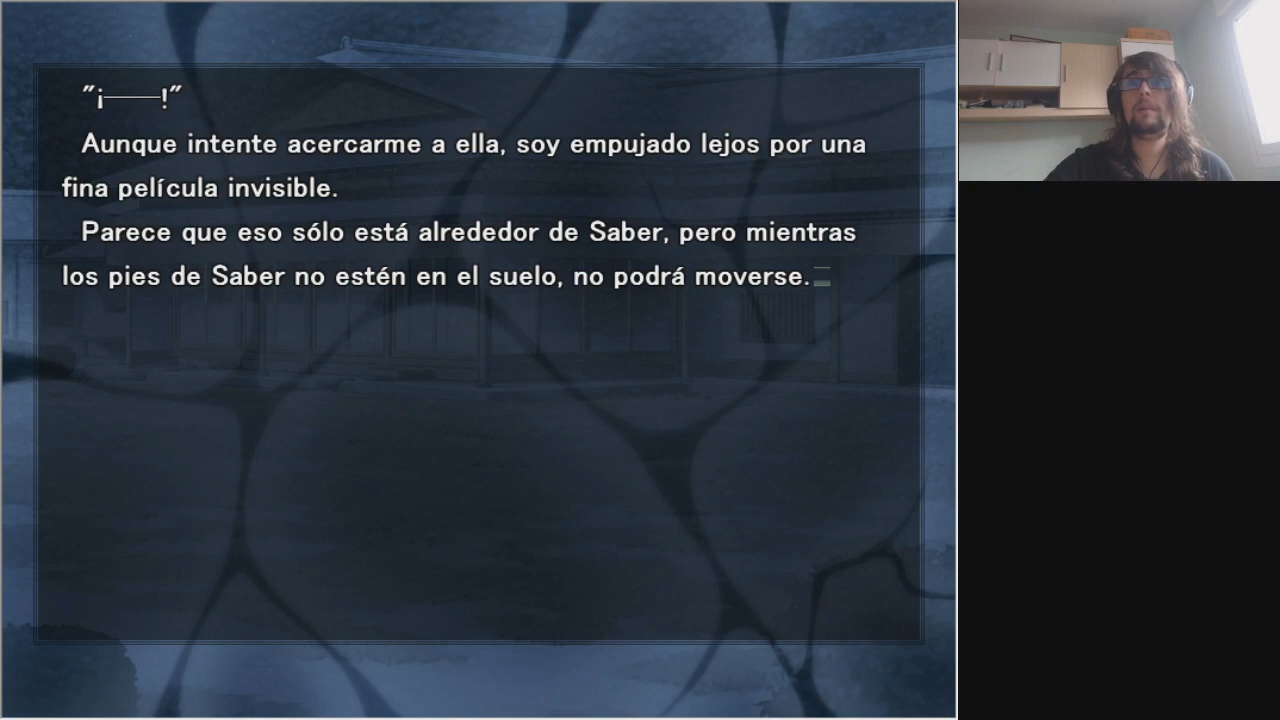 "¡───!"
Aunque intente acercarme a ella, soy empujado lejos por una
fina película invisible.
Parece que eso sólo está alrededor de Saber, pero mientras
los pies de Saber no estén en el suelo, no podrá moverse.